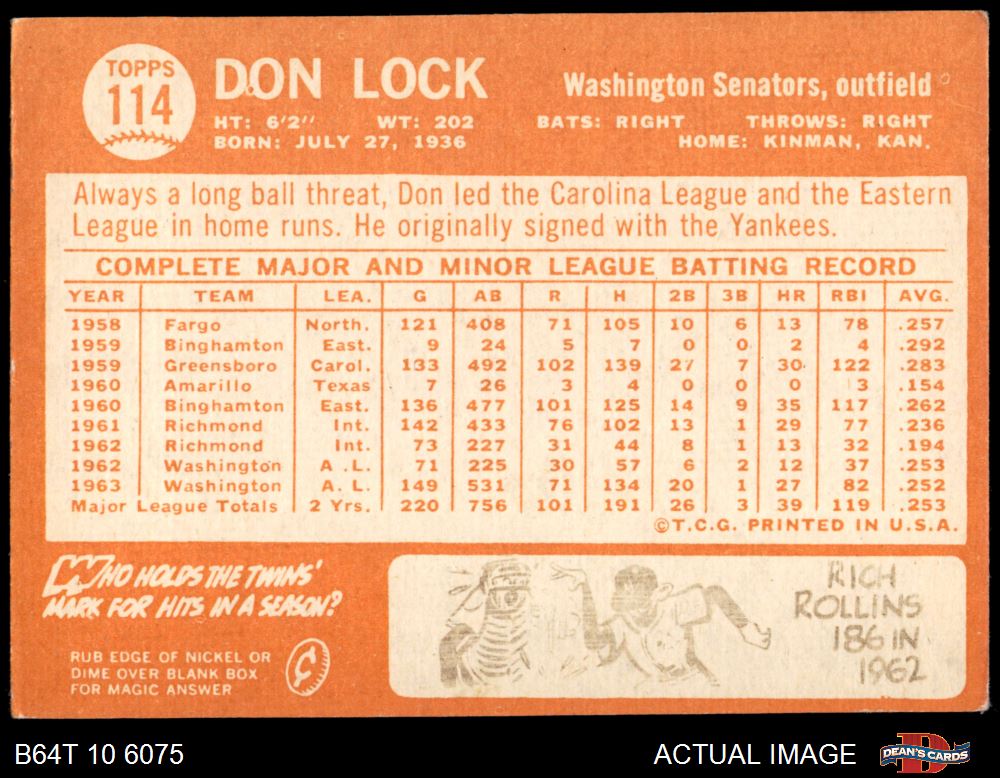 TOPPS
114
DON LOCK
Washington Senators, outfield
HT: 6'2'' WT: 202 BATS: RIGHT THROWS: RIGHT
BORN: JULY 27, 1936 HOME: KINMAN, KAN.
Always a long ball threat, Don led the Carolina League and the Eastern
League in home runs. He originally signed with the Yankees.
COMPLETE MAJOR AND MINOR LEAGUE BATTING RECORD
YEAR TEAM LEA. G AB R H 2B 3B HR RBI AVG.
1958 Fargo North. 121 408 71 105 10 6 13 78 .257
1959 Binghamton East. 9 24 5 7 0 0 2 4 .292
1959 Greensboro Carol. 133 492 102 139 27 7 30 122 .283
1960 Amarillo Texas 7 26 3 4 0 0 0 3 .154
1960 Binghamton East. 136 477 101 125 14 9 35 117 .262
1961 Richmond Int. 142 433 76 102 13 1 29 77 .236
1962 Richmond Int. 73 227 31 44 8 1 13 32 .194
1962 Washington A .L. 71 225 30 57 6 2 12 37 .253
1963 Washington A. L. 149 531 71 134 20 1 27 82 .252
Major League Totals 2 Yrs. 220 756 101 191 26 3 39 119 .253
©T.C.G. PRINTED IN U.S.A.
WHO HOLDS THE TWINS'
MARK FOR HITS IN A SEASON?
RUB EDGE OF NICKEL OR
DIME OVER BLANK BOX
FOR MAGIC ANSWER
¢
RICH
ROLLINS
186 IN
1962
B64T 10 6075
ACTUAL IMAGE
D
DEAN'S CARDS